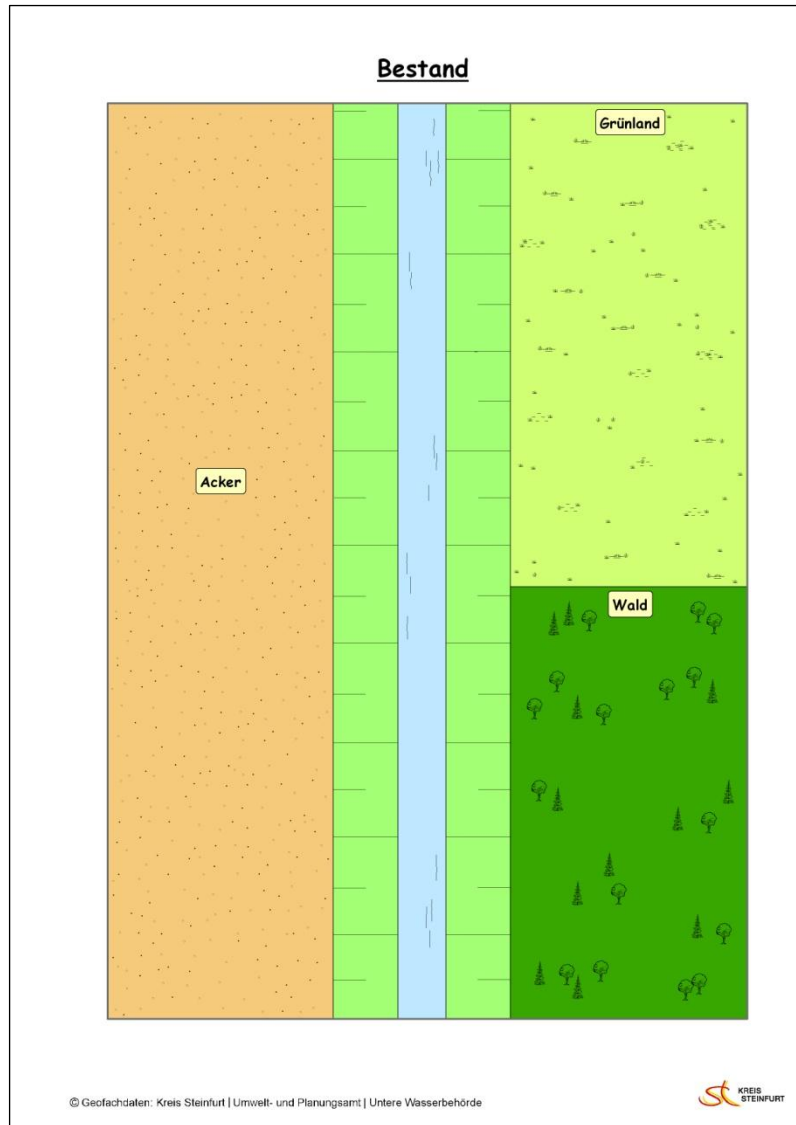 Bestand
Grünland
Acker
Wald
© Geofachdaten: Kreis Steinfurt | Umwelt- und Planungsamt | Untere Wasserbehörde
KREIS
STEINFURT